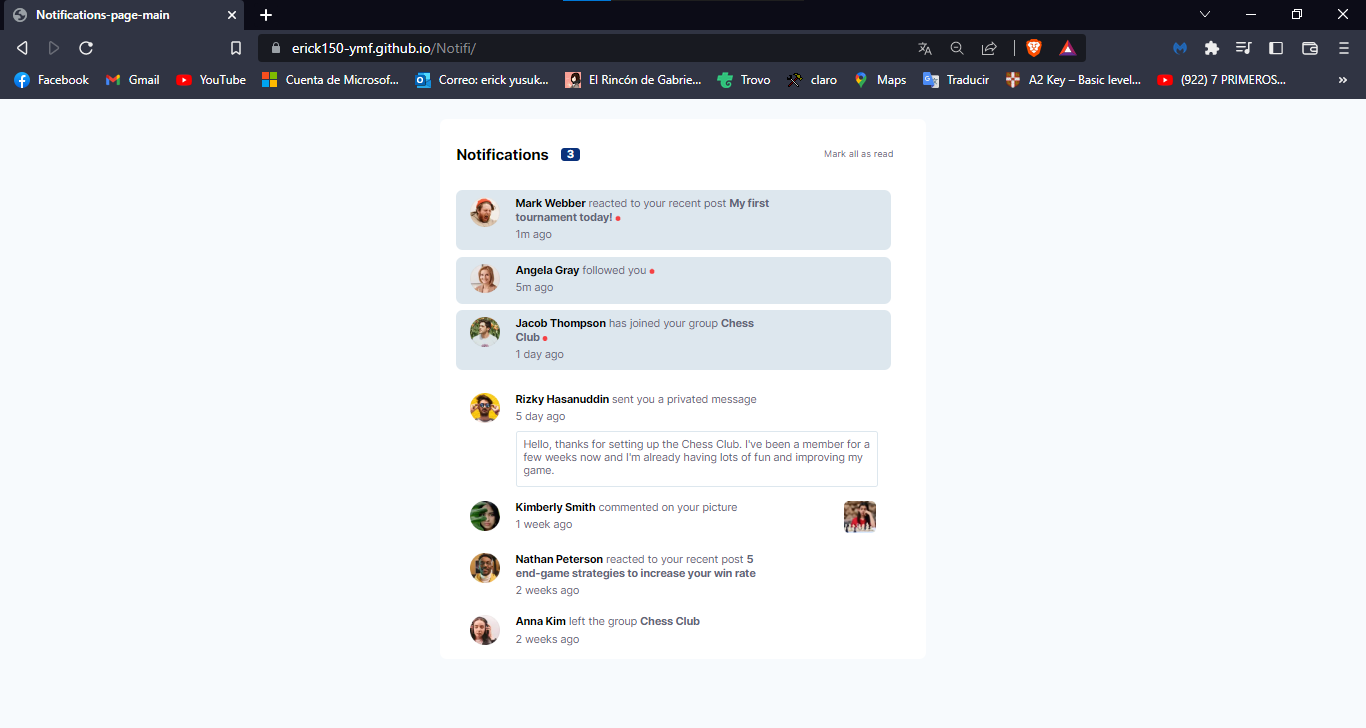 Notifications-page-main
erick150-ymf.github.io/Notifi/
Facebook Gmail YouTube Cuenta de Microsof... Correo: erick yusuk... El Rincón de Gabrie... Trovo claro Maps Traducir A2 Key – Basic level... (922) 7 PRIMEROS... »
Notifications 3 Mark all as read
Mark Webber reacted to your recent post My first
tournament today!
1m ago
Angela Gray followed you
5m ago
Jacob Thompson has joined your group Chess
Club
1 day ago
Rizky Hasanuddin sent you a privated message
5 day ago
Hello, thanks for setting up the Chess Club. I've been a member for a
few weeks now and I'm already having lots of fun and improving my
game.
Kimberly Smith commented on your picture
1 week ago
Nathan Peterson reacted to your recent post 5
end-game strategies to increase your win rate
2 weeks ago
Anna Kim left the group Chess Club
2 weeks ago